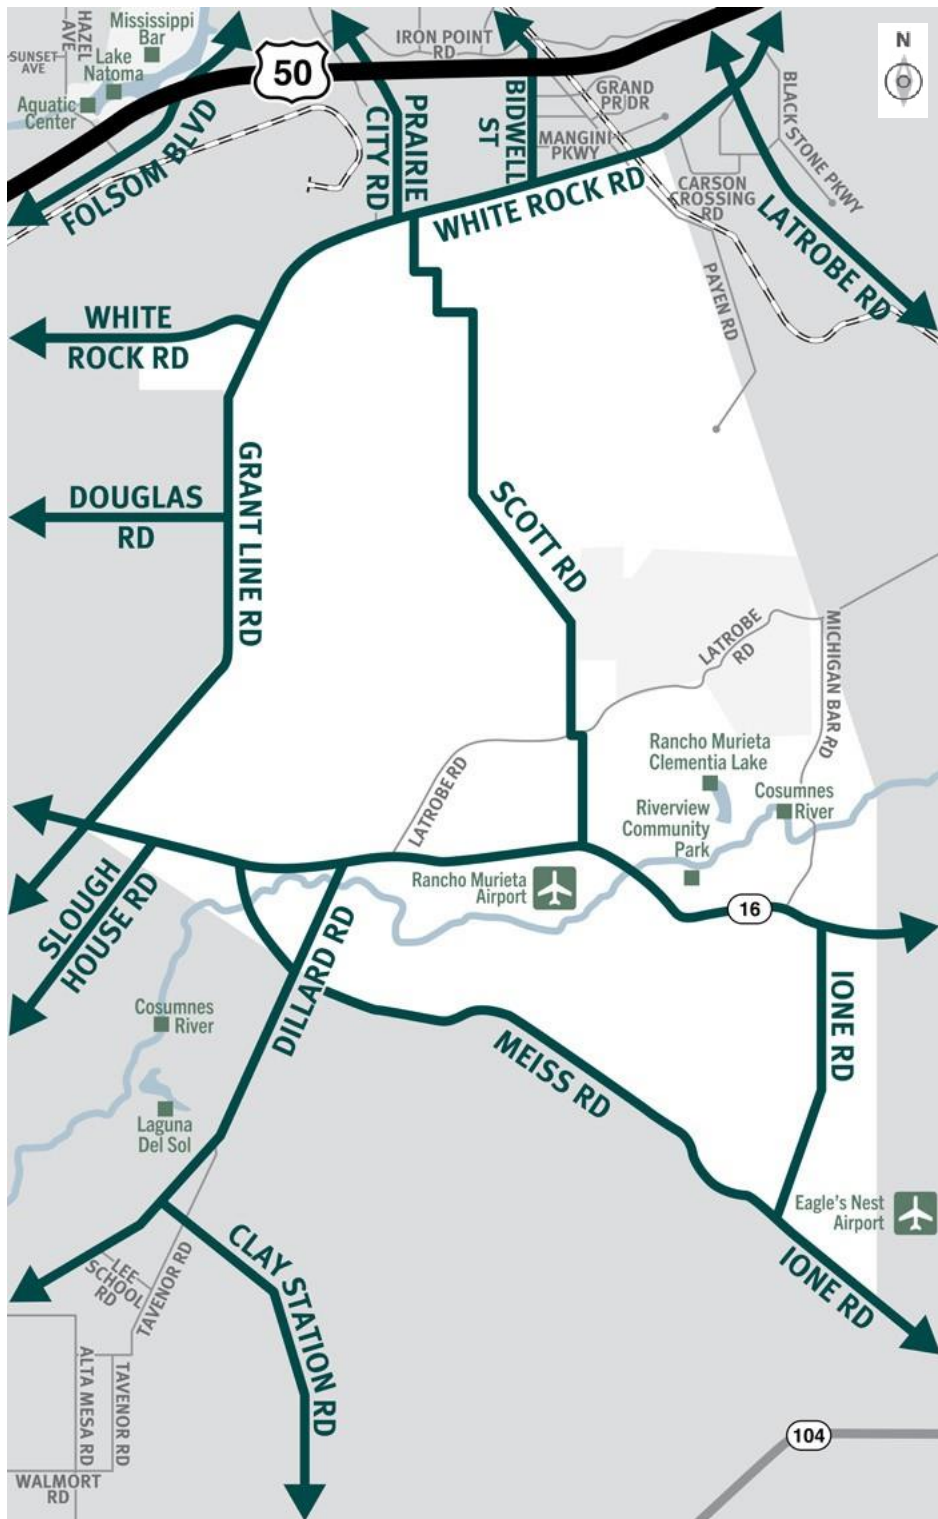 HAZEL
AVE
Mississippi
Bar
SUNSET
AVE
Lake
Natoma
Aquatic
Center
50
IRON POINT
RD
N
FOLSOM BLVD
PRAIRIE
CITY RD
BIDWELL
ST
GRAND
PR DR
MANGINI
PKWY
BLACK STONE PKWY
CARSON
CROSSING
RD
WHITE ROCK RD
LATROBE RD
PAYEN RD
WHITE
ROCK RD
GRANT LINE RD
DOUGLAS
RD
SCOTT RD
LATROBE
RD
MICHIGAN BAR RD
Rancho Murieta
Clementia Lake
Cosumnes
River
Riverview
Community
Park
LATROBE RD
Rancho Murieta
Airport
16
SLOUGH
HOUSE RD
DILLARD RD
IONE RD
Cosumnes
River
MEISS RD
Laguna
Del Sol
Eagle's Nest
Airport
CLAY STATION RD
IONE RD
LEE
SCHOOL
RD
TAVENOR RD
ALTA MESA RD
TAVENOR RD
104
WALMORT
RD